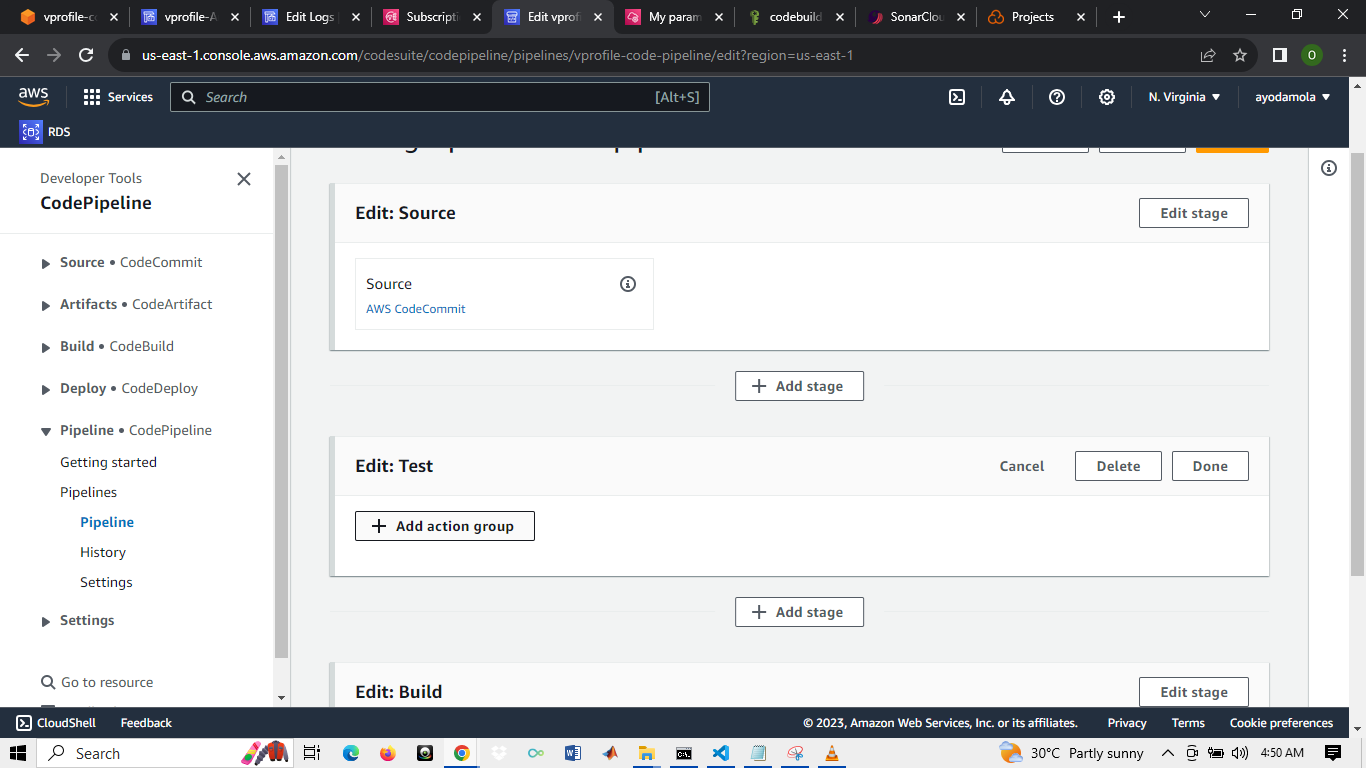 vprofile-c
vprofile-A
Edit Logs
Subscripti
Edit vprof
My param
codebuild
SonarClou
Projects
us-east-1.console.aws.amazon.com/codesuite/codepipeline/pipelines/vprofile-code-pipeline/edit?region=us-east-1
O
aws
Services
Search
[Alt+S]
N. Virginia
ayodamola
RDS
Developer Tools
CodePipeline
Source • CodeCommit
Artifacts • CodeArtifact
Build • CodeBuild
Deploy • CodeDeploy
Pipeline • CodePipeline
Getting started
Pipelines
Pipeline
History
Settings
Settings
Go to resource
Edit: Source
Edit stage
Source
AWS CodeCommit
Add stage
Edit: Test
Cancel
Delete
Done
Add action group
Add stage
Edit: Build
Edit stage
CloudShell
Feedback
© 2023, Amazon Web Services, Inc. or its affiliates.
Privacy
Terms
Cookie preferences
Search
30°C Partly sunny
4:50 AM